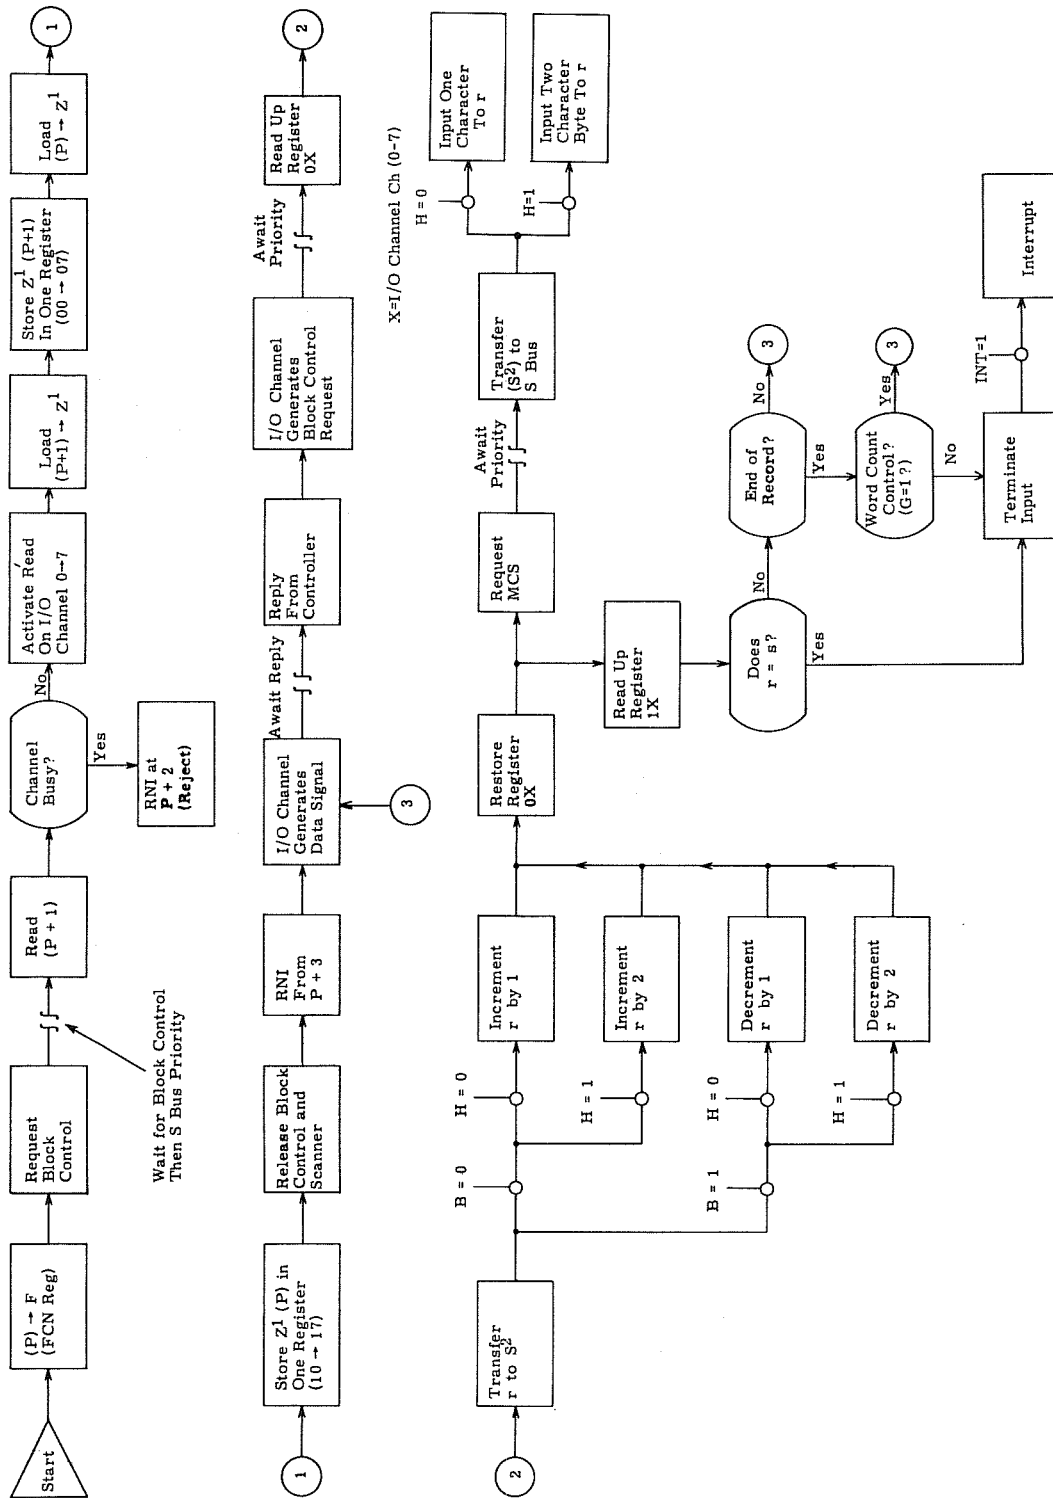 Start
(P) → F
(FCN Reg)
Request
Block
Control
Wait for Block Control
Then S Bus Priority
Read
(P + 1)
Channel
Busy?
Yes
RNI at
P + 2
(Reject)
No
Activate Read
On I/O
Channel 0→7
Load
(P+1) → Z¹
Store Z¹ (P+1)
In One Register
(00 → 07)
Load
(P) → Z¹
1
1
Store Z¹ (P) in
One Register
(10 → 17)
Release Block
Control and
Scanner
RNI
From
P + 3
I/O Channel
Generates
Data Signal
3
Await Reply
Reply
From
Controller
I/O Channel
Generates
Block Control
Request
Await
Priority
Read Up
Register
0X
2
X=I/O Channel Ch (0-7)
2
Transfer
r to S²
B = 0
H = 0
Increment
r by 1
H = 1
Increment
r by 2
B = 1
H = 0
Decrement
r by 1
H = 1
Decrement
r by 2
Restore
Register
0X
Request
MCS
Await
Priority
Transfer
(S²) to
S Bus
H = 0
Input One
Character
To r
H=1
Input Two
Character
Byte To r
Read Up
Register
1X
Does
r = s?
No
Yes
End of
Record?
No
3
Yes
Word Count
Control?
(G=1?)
Yes
3
No
Terminate
Input
INT=1
Interrupt